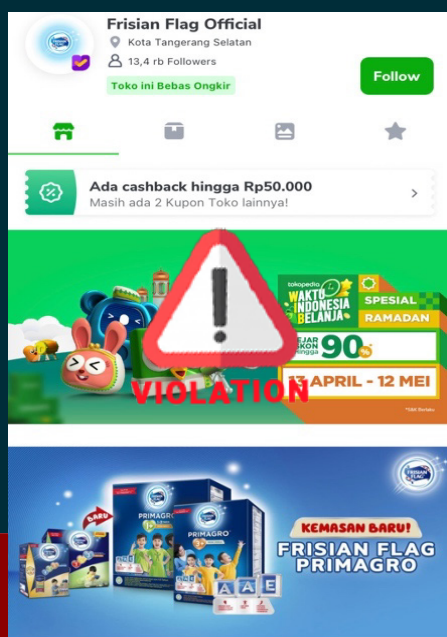 Frisian Flag Official
Kota Tangerang Selatan
13,4 rb Followers
Follow
Toko ini Bebas Ongkir
Ada cashback hingga Rp50.000
Masih ada 2 Kupon Toko lainnya!
tokopedia
WAKTU
INDONESIA
BELANJA
SPESIAL
RAMADAN
hingga 90%
13 APRIL - 12 MEI
VIOLATION
FRISIAN
FLAG
BARU
PRIMAGRO
PRIMAGRO
A A E
KEMASAN BARU!
FRISIAN FLAG
PRIMAGRO